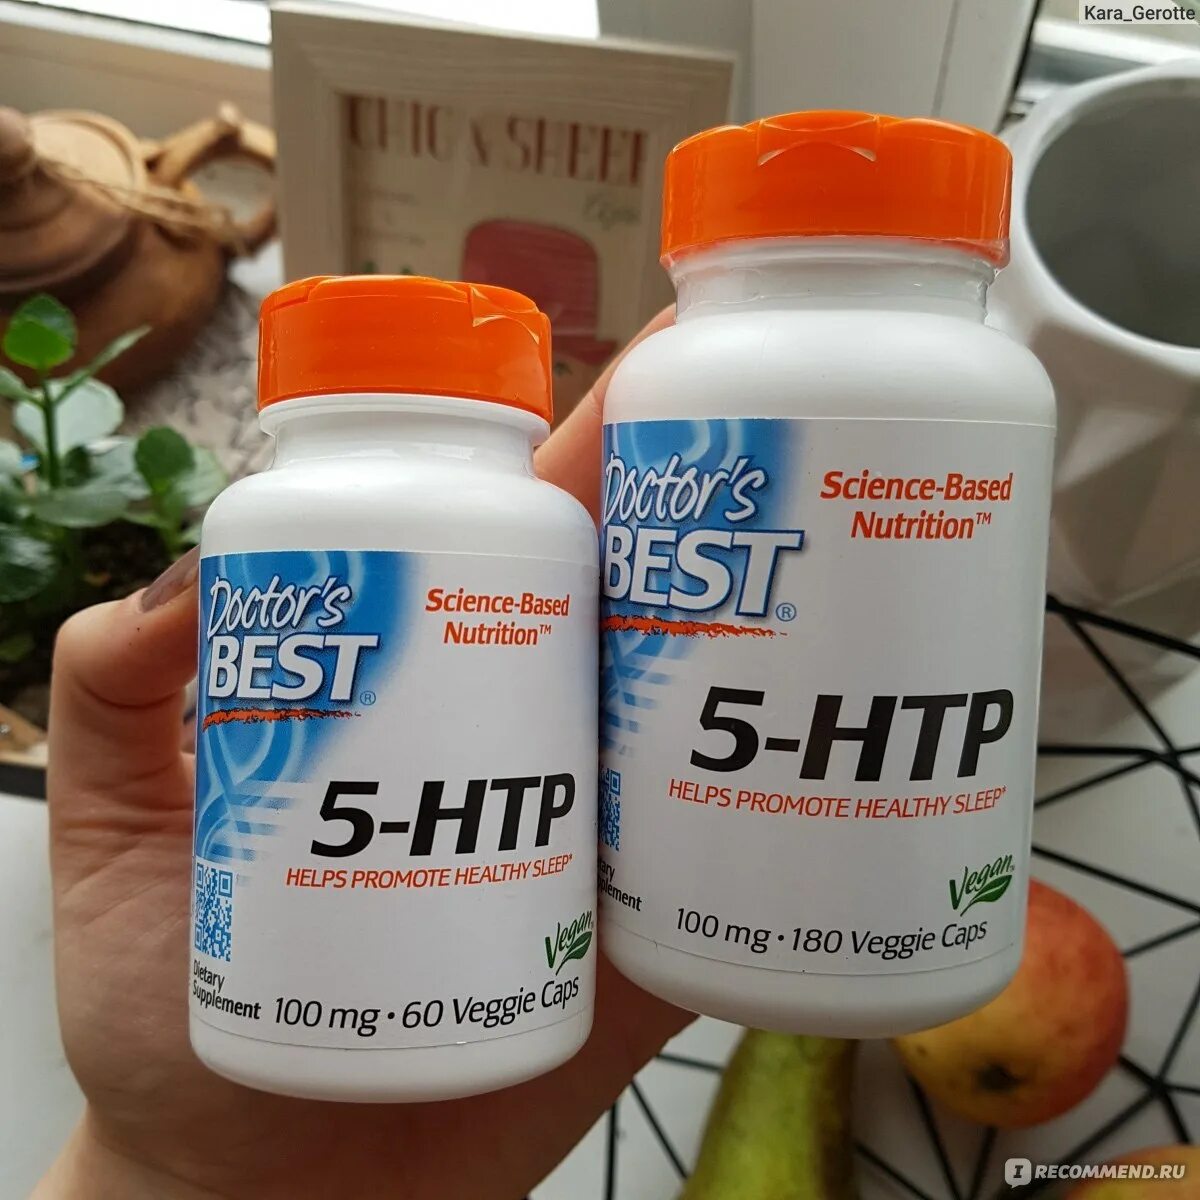 Kara_Gerotte
CHIC & SHEEP
Doctor's
BEST®
Science-Based
Nutrition™
5-HTP
HELPS PROMOTE HEALTHY SLEEP*
Vegan
Dietary
Supplement
100 mg • 60 Veggie Caps
Doctor's
BEST®
Science-Based
Nutrition™
5-HTP
HELPS PROMOTE HEALTHY SLEEP*
Vegan
100 mg • 180 Veggie Caps
I RECOMMEND.RU